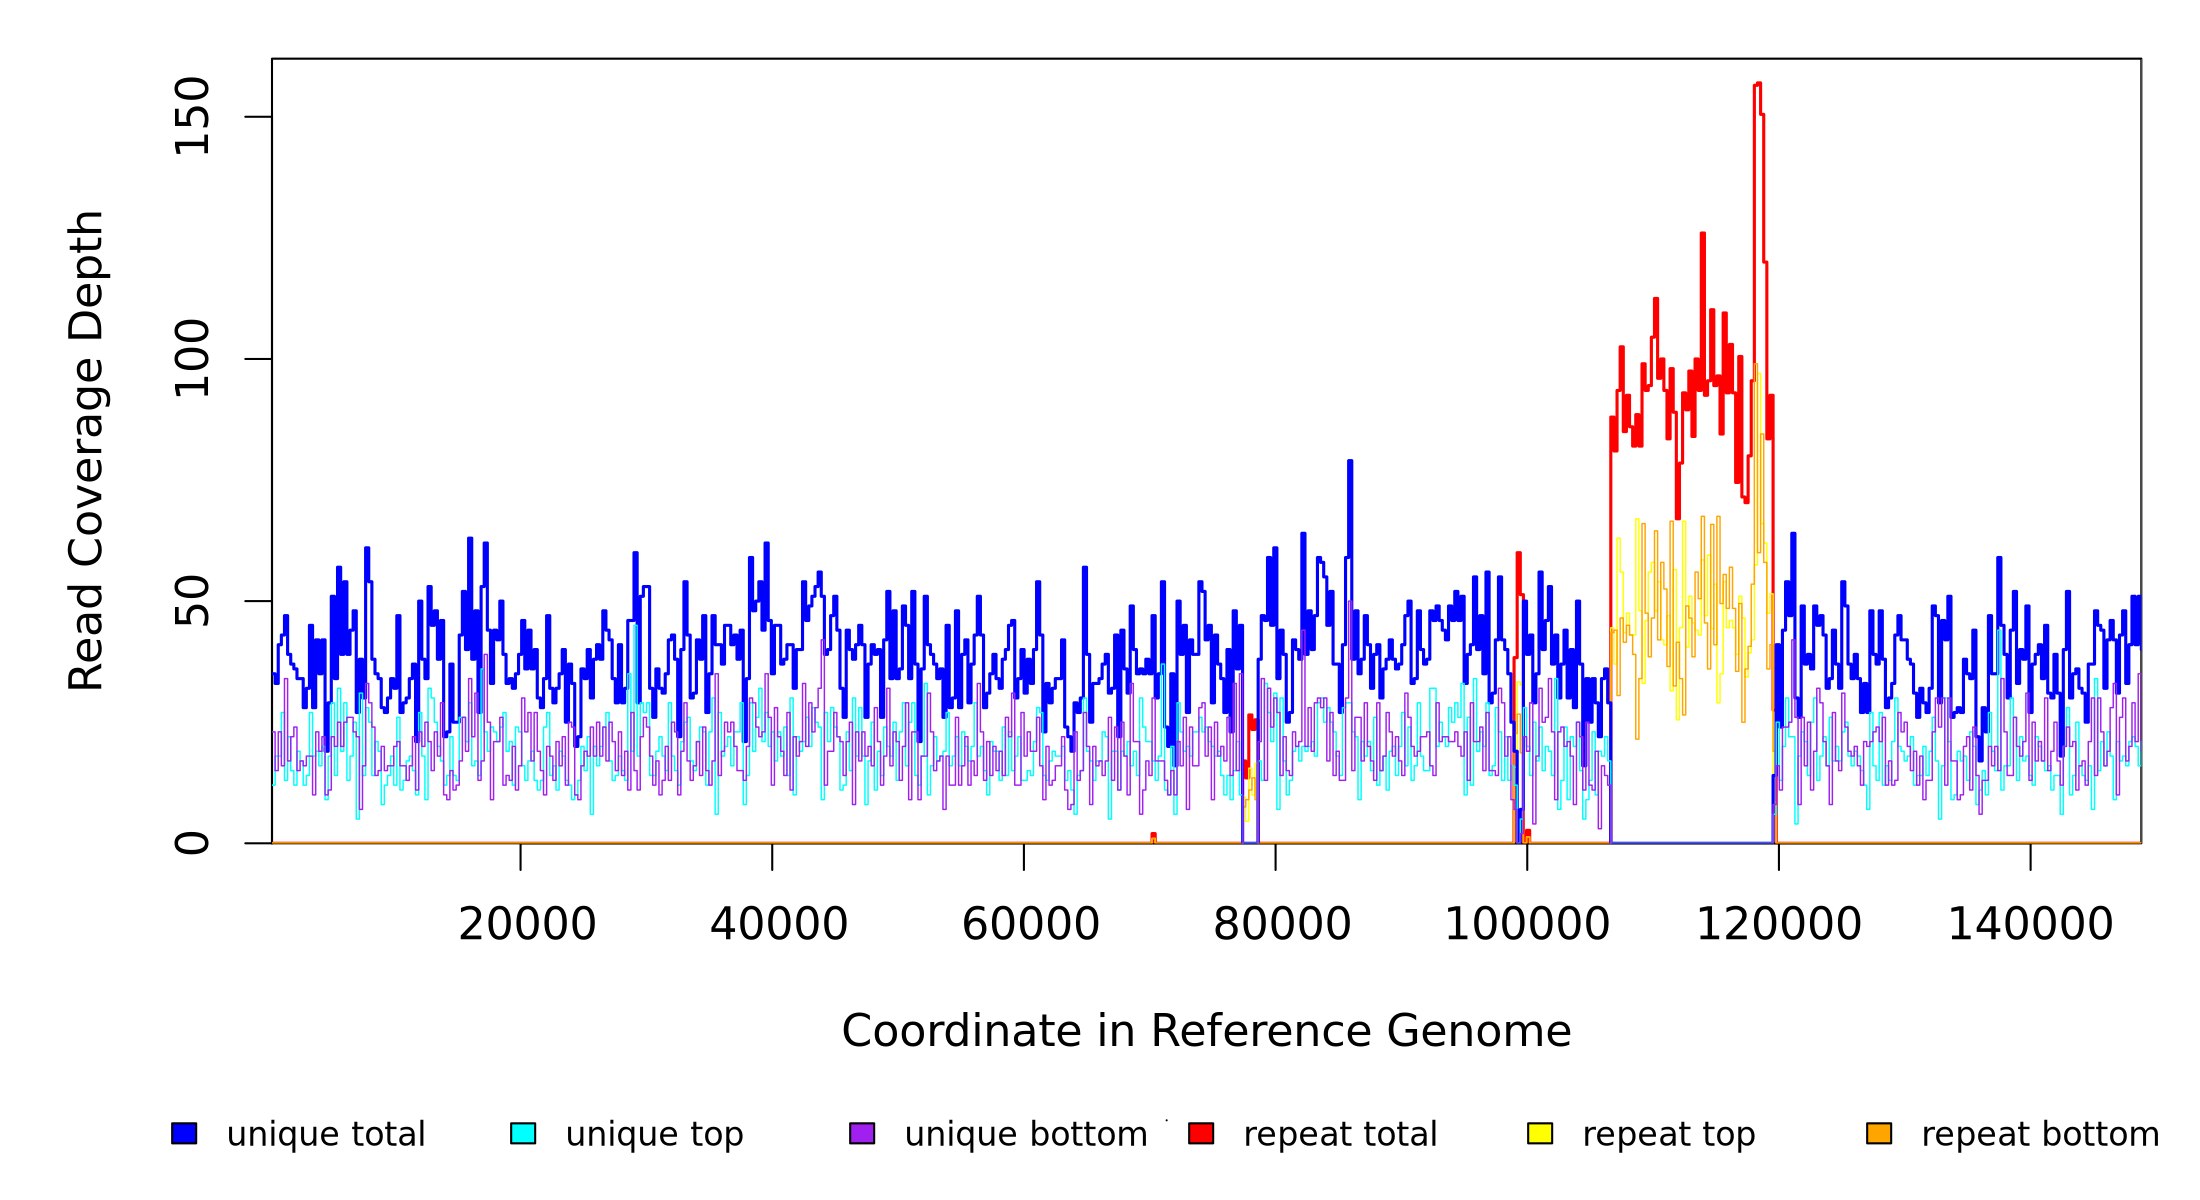 150
100
50
0
Read Coverage Depth
20000 40000 60000 80000 100000 120000 140000
Coordinate in Reference Genome
unique total unique top unique bottom repeat total repeat top repeat bottom